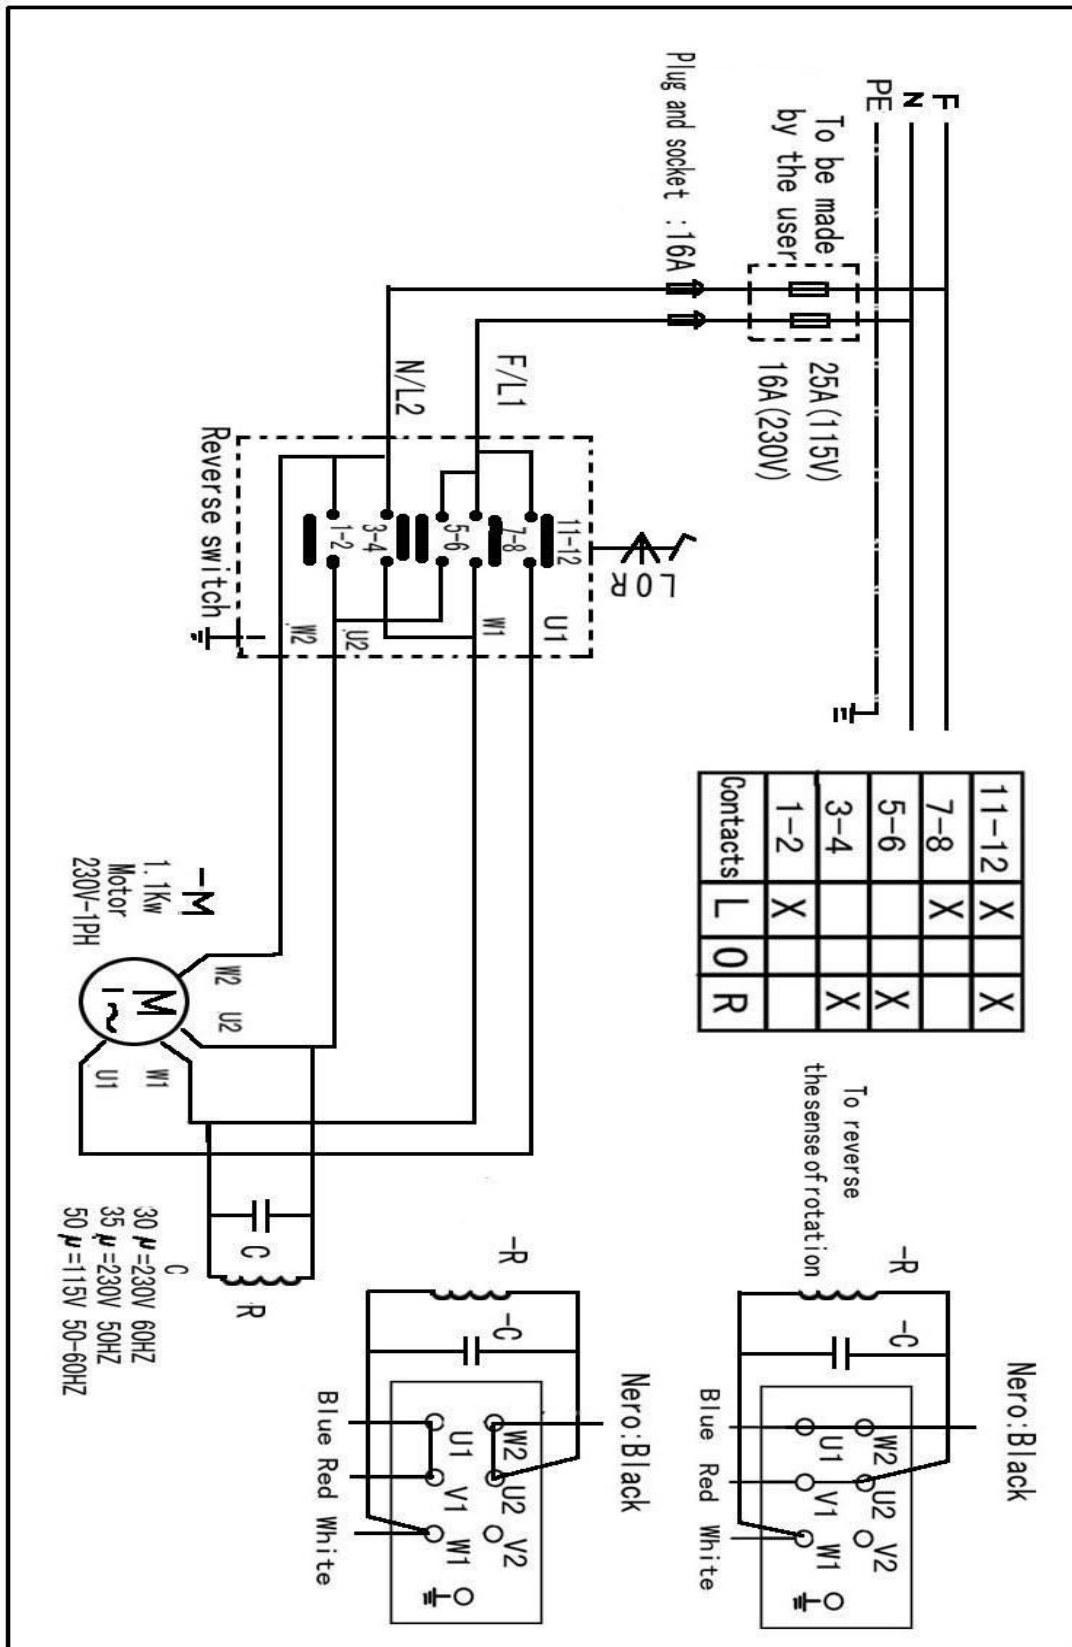 F
N
PE
To be made
by the user
Plug and socket :16A
25A(115V)
16A(230V)
F/L1
N/L2
Reverse switch
11-12
7-8
5-6
3-4
1-2
L O R
U1
W1
U2
W2
11-12 X X
7-8 X
5-6 X
3-4 X
1-2 X
Contacts L O R
-M
1.1Kw
Motor
230V-1PH
M
1~
W2
U2
W1
U1
C
R
C
30μ=230V 60HZ
35μ=230V 50HZ
50μ=115V 50-60HZ
To reverse
the sense of rotation
-R
-C
Nero:Black
W2 U2 V2
U1 V1 W1
Blue Red White
-R
-C
Nero:Black
W2 U2 V2
U1 V1 W1
Blue Red White